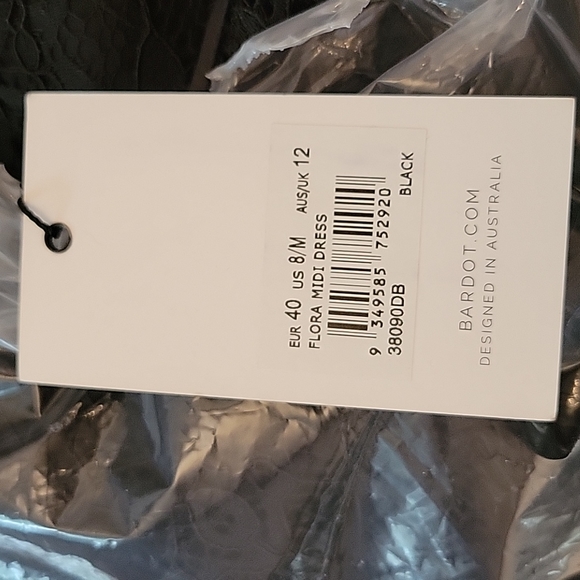 EUR 40 US 8/M AUS/UK 12
FLORA MIDI DRESS
9 349585 752920
38090DB BLACK
BARDOT.COM
DESIGNED IN AUSTRALIA